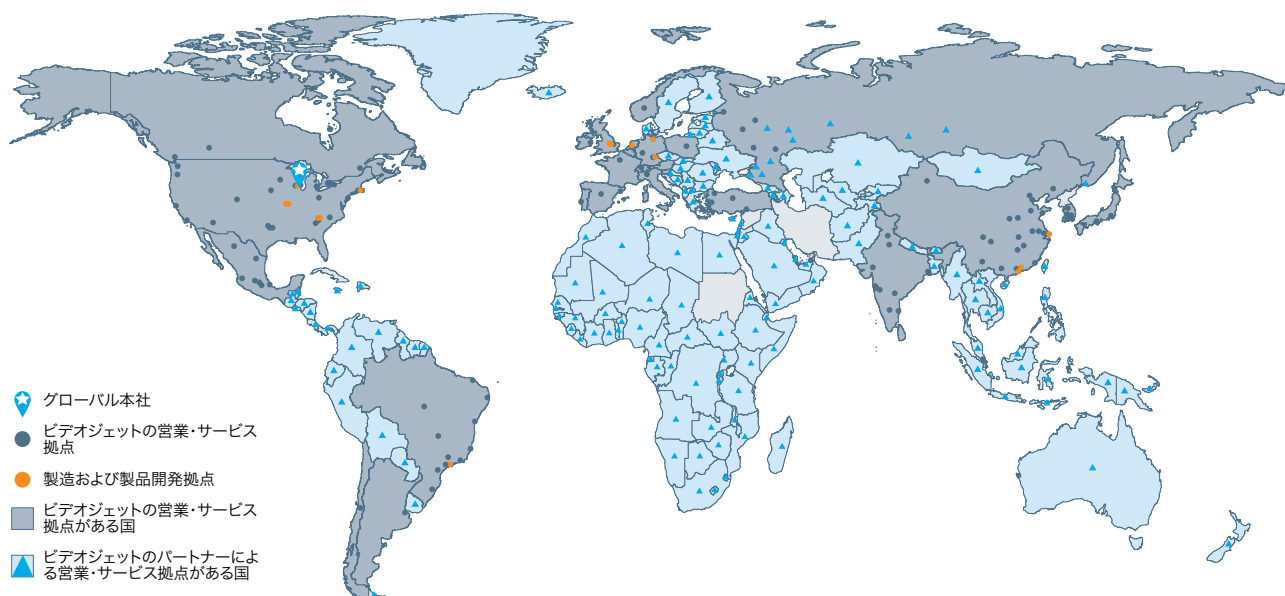 グローバル本社
ビデオジェットの営業・サービス
拠点
製造および製品開発拠点
ビデオジェットの営業・サービス
拠点がある国
ビデオジェットのパートナーによ
る営業・サービス拠点がある国